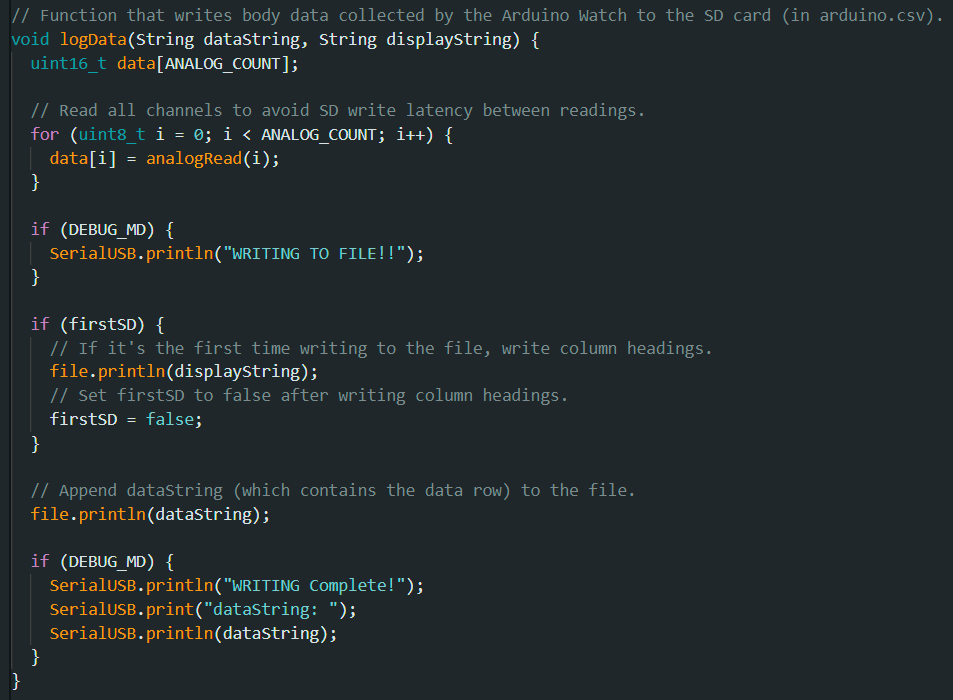 // Function that writes body data collected by the Arduino Watch to the SD card (in arduino.csv).
void logData(String dataString, String displayString) {
  uint16_t data[ANALOG_COUNT];

  // Read all channels to avoid SD write latency between readings.
  for (uint8_t i = 0; i < ANALOG_COUNT; i++) {
    data[i] = analogRead(i);
  }

  if (DEBUG_MD) {
    SerialUSB.println("WRITING TO FILE!!");
  }

  if (firstSD) {
    // If it's the first time writing to the file, write column headings.
    file.println(displayString);
    // Set firstSD to false after writing column headings.
    firstSD = false;
  }

  // Append dataString (which contains the data row) to the file.
  file.println(dataString);

  if (DEBUG_MD) {
    SerialUSB.println("WRITING Complete!");
    SerialUSB.print("dataString: ");
    SerialUSB.println(dataString);
  }
}